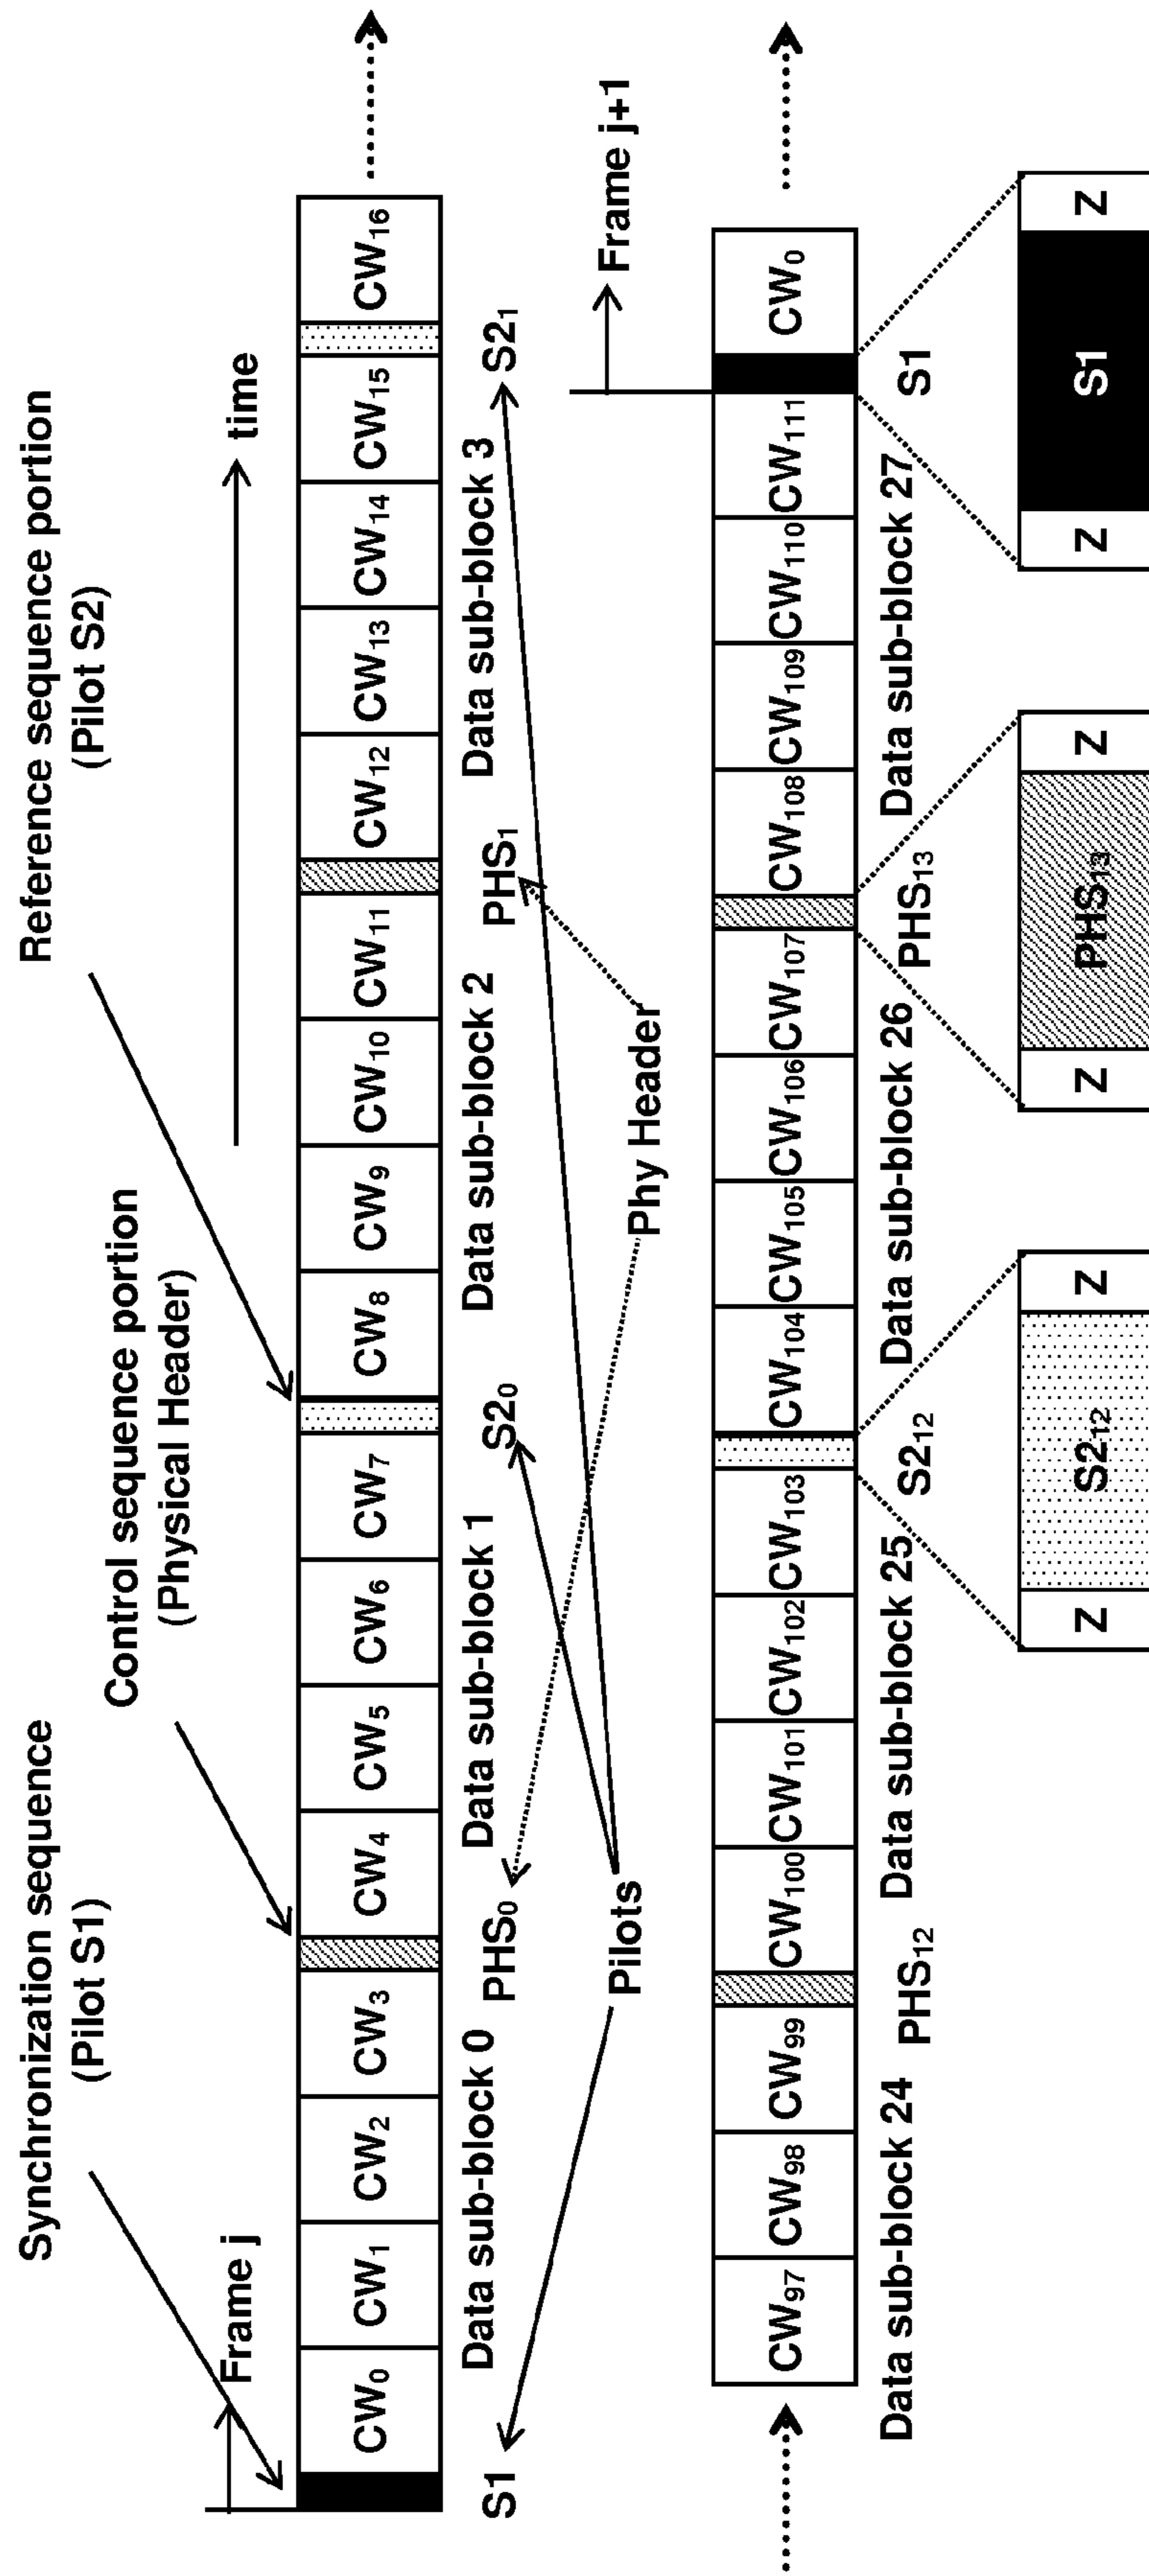 Synchronization sequence
(Pilot S1)
Control sequence portion
(Physical Header)
Reference sequence portion
(Pilot S2)
Frame j
time
CW0 CW1 CW2 CW3 CW4 CW5 CW6 CW7 CW8 CW9 CW10 CW11 CW12 CW13 CW14 CW15 CW16
S1 Data sub-block 0 PHS0 Data sub-block 1 S20 Data sub-block 2 PHS1 Data sub-block 3 S21
Pilots
Phy Header
Frame j+1
CW97 CW98 CW99 CW100 CW101 CW102 CW103 CW104 CW105 CW106 CW107 CW108 CW109 CW110 CW111 CW0
Data sub-block 24 PHS12 Data sub-block 25 S212 Data sub-block 26 PHS13 Data sub-block 27 S1
Z S212 Z
Z PHS13 Z
Z S1 Z